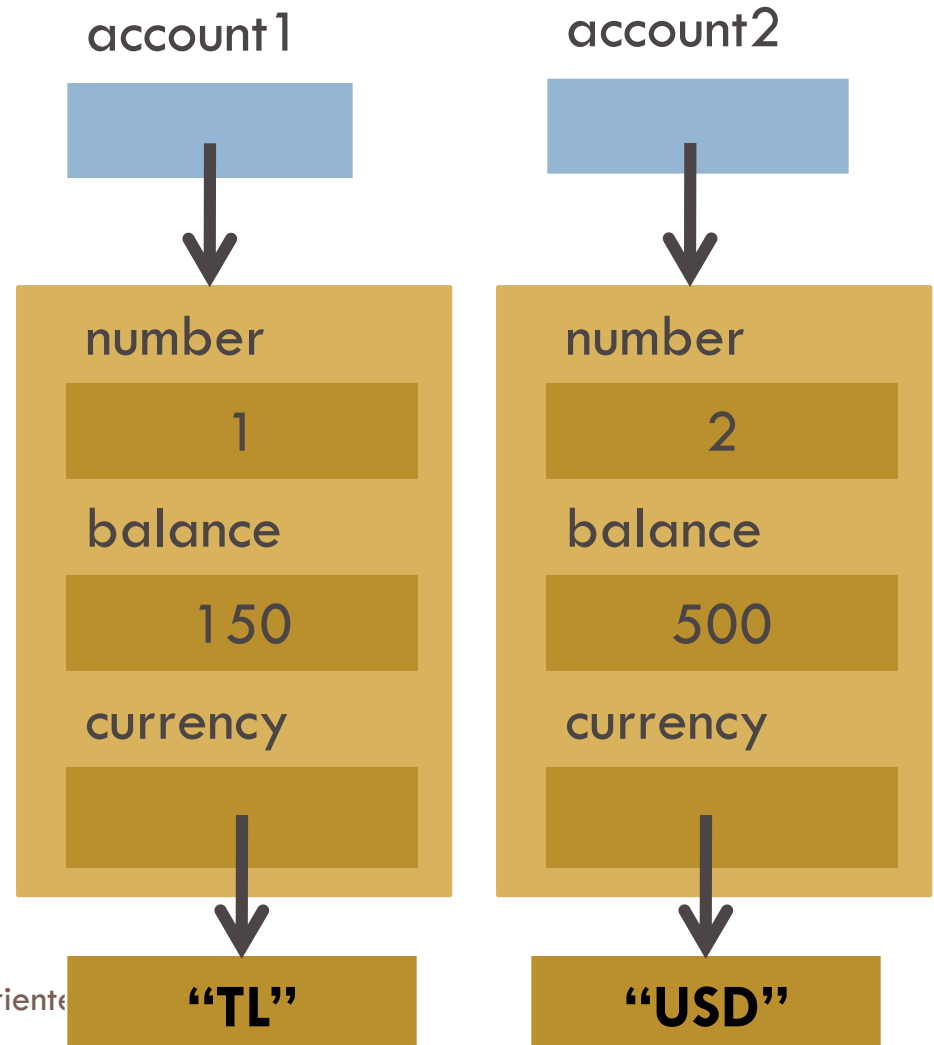 account1
account2
number
1
balance
150
currency
"TL"
number
2
balance
500
currency
"USD"